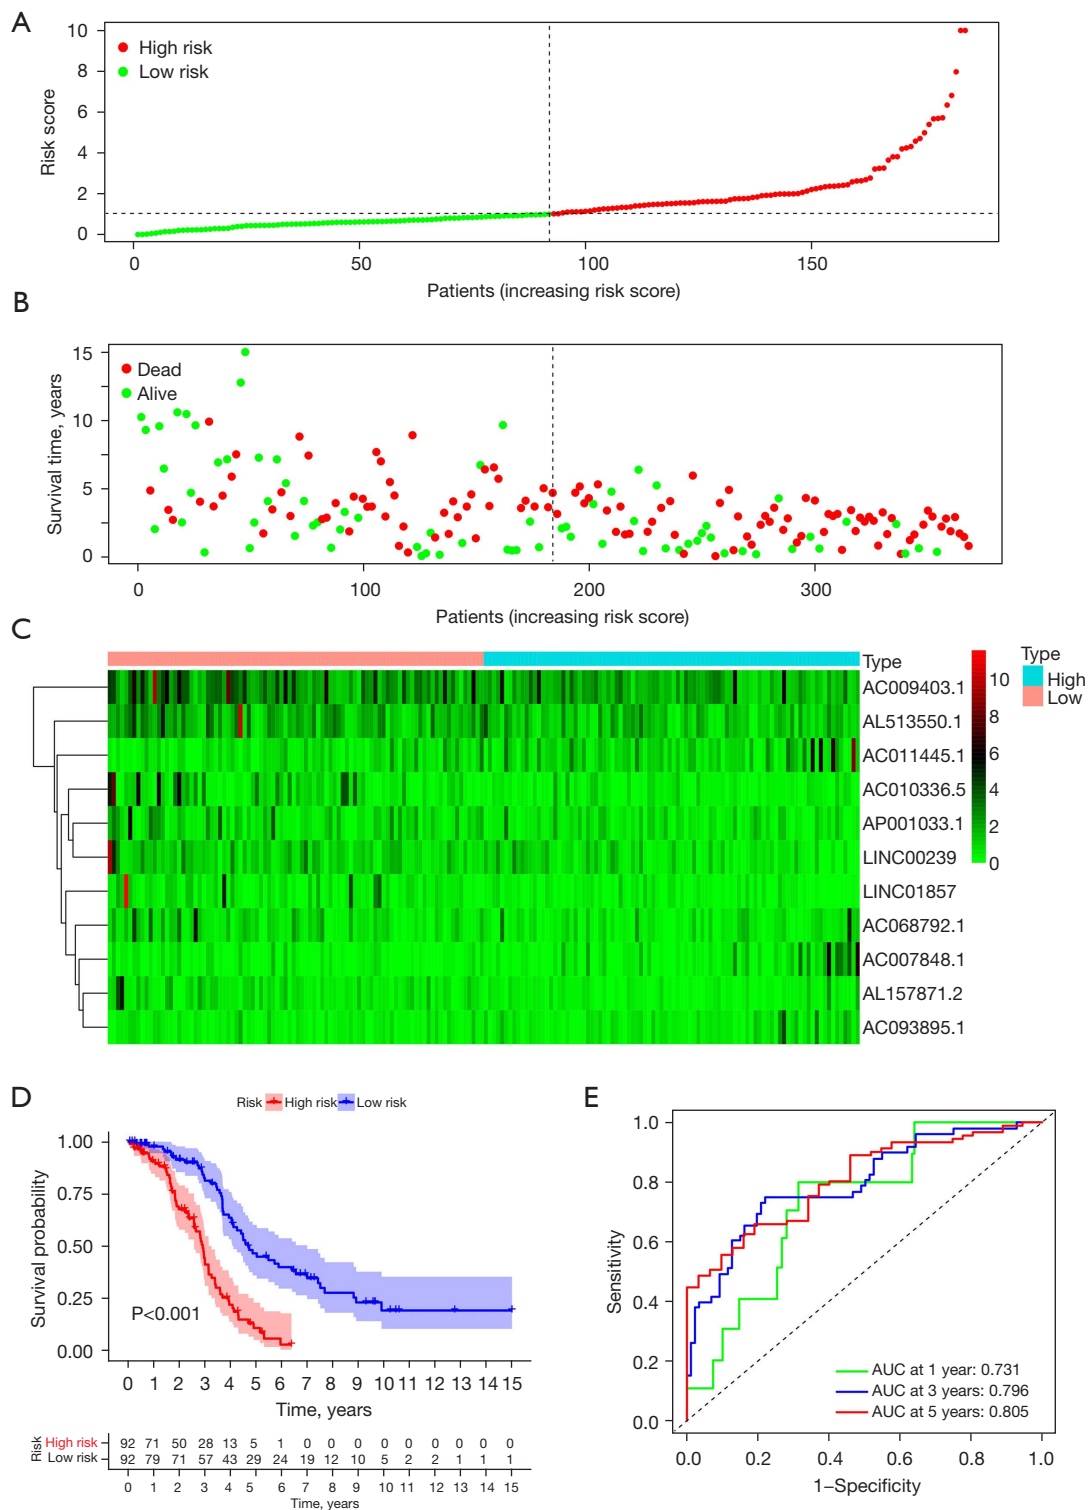 A
10
8
6
4
2
0
Risk score
High risk
Low risk
0 50 100 150
Patients (increasing risk score)
B
15
10
5
0
Survival time, years
Dead
Alive
0 100 200 300
Patients (increasing risk score)
C
Type
AC009403.1
AL513550.1
AC011445.1
AC010336.5
AP001033.1
LINC00239
LINC01857
AC068792.1
AC007848.1
AL157871.2
AC093895.1
10
8
6
4
2
0
Type
High
Low
D
Risk High risk Low risk
1.00
0.75
0.50
0.25
0.00
Survival probability
P<0.001
0 1 2 3 4 5 6 7 8 9 10 11 12 13 14 15
Time, years
Risk
High risk 92 71 50 28 13 5 1 0 0 0 0 0 0 0 0 0
Low risk 92 79 71 57 43 29 24 19 12 10 5 2 2 1 1 1
0 1 2 3 4 5 6 7 8 9 10 11 12 13 14 15
Time, years
E
1.0
0.8
0.6
0.4
0.2
0.0
Sensitivity
AUC at 1 year: 0.731
AUC at 3 years: 0.796
AUC at 5 years: 0.805
0.0 0.2 0.4 0.6 0.8 1.0
1–Specificity